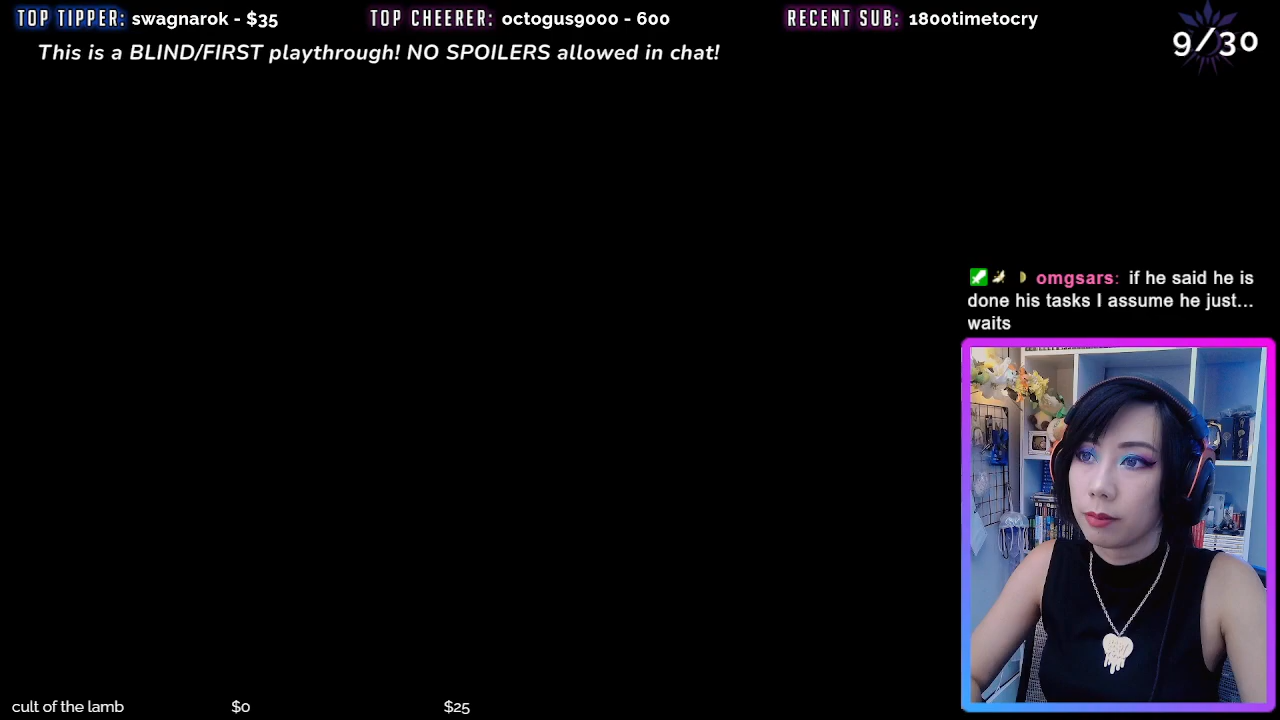 TOP TIPPER: swagnarok - $35
TOP CHEERER: octogus9000 - 600
RECENT SUB: 1800timetocry
This is a BLIND/FIRST playthrough! NO SPOILERS allowed in chat!
9/30
omgsars: if he said he is
done his tasks I assume he just...
waits
cult of the lamb
$0
$25